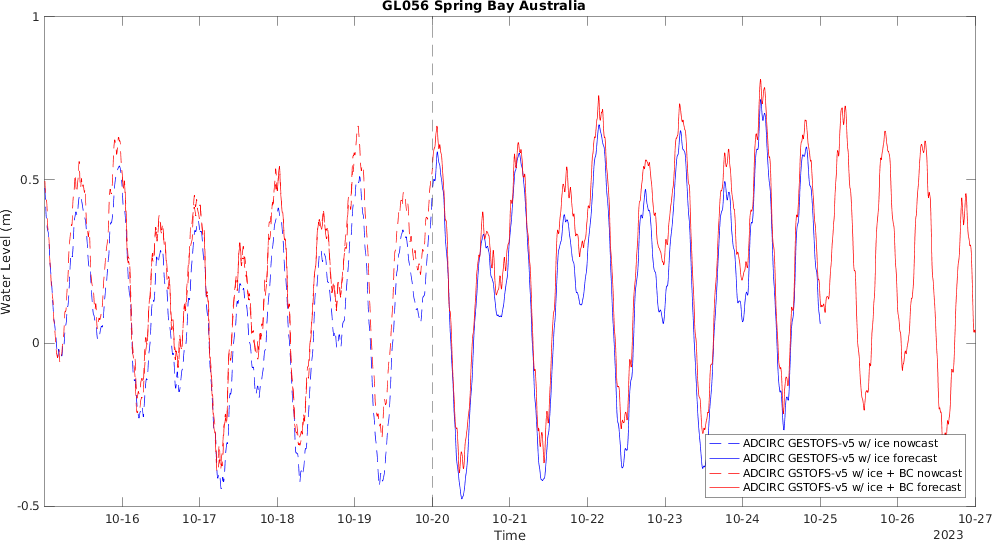 GL056 Spring Bay Australia
1
0.5
0
-0.5
Water Level (m)
10-16 10-17 10-18 10-19 10-20 10-21 10-22 10-23 10-24 10-25 10-26 10-27
Time
2023
ADCIRC GESTOFS-v5 w/ ice nowcast
ADCIRC GESTOFS-v5 w/ ice forecast
ADCIRC GSTOFS-v5 w/ ice + BC nowcast
ADCIRC GSTOFS-v5 w/ ice + BC forecast